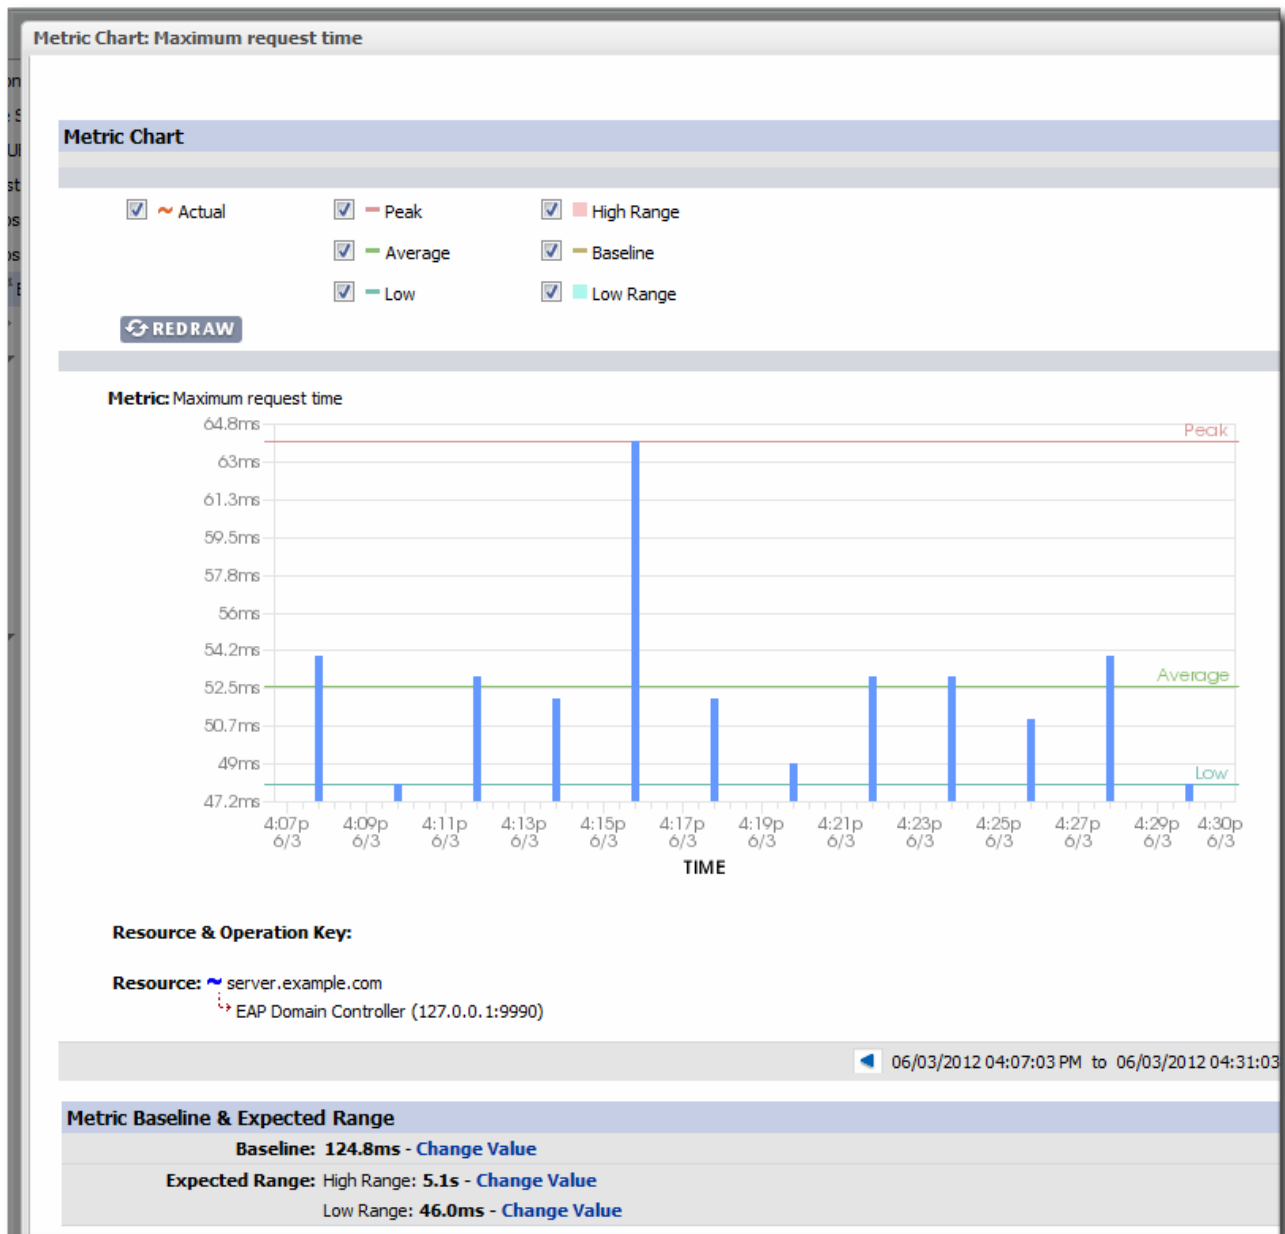 Metric Chart: Maximum request time
Metric Chart
Actual Peak High Range
Average Baseline
Low Low Range
REDRAW
Metric: Maximum request time
64.8ms
Peak
63ms
61.3ms
59.5ms
57.8ms
56ms
54.2ms
Average
52.5ms
50.7ms
49ms
Low
47.2ms
4:07p 4:09p 4:11p 4:13p 4:15p 4:17p 4:19p 4:21p 4:23p 4:25p 4:27p 4:29p 4:30p
6/3 6/3 6/3 6/3 6/3 6/3 6/3 6/3 6/3 6/3 6/3 6/3 6/3
TIME
Resource & Operation Key:
Resource: server.example.com
EAP Domain Controller (127.0.0.1:9990)
06/03/2012 04:07:03 PM to 06/03/2012 04:31:03
Metric Baseline & Expected Range
Baseline: 124.8ms - Change Value
Expected Range: High Range: 5.1s - Change Value
Low Range: 46.0ms - Change Value